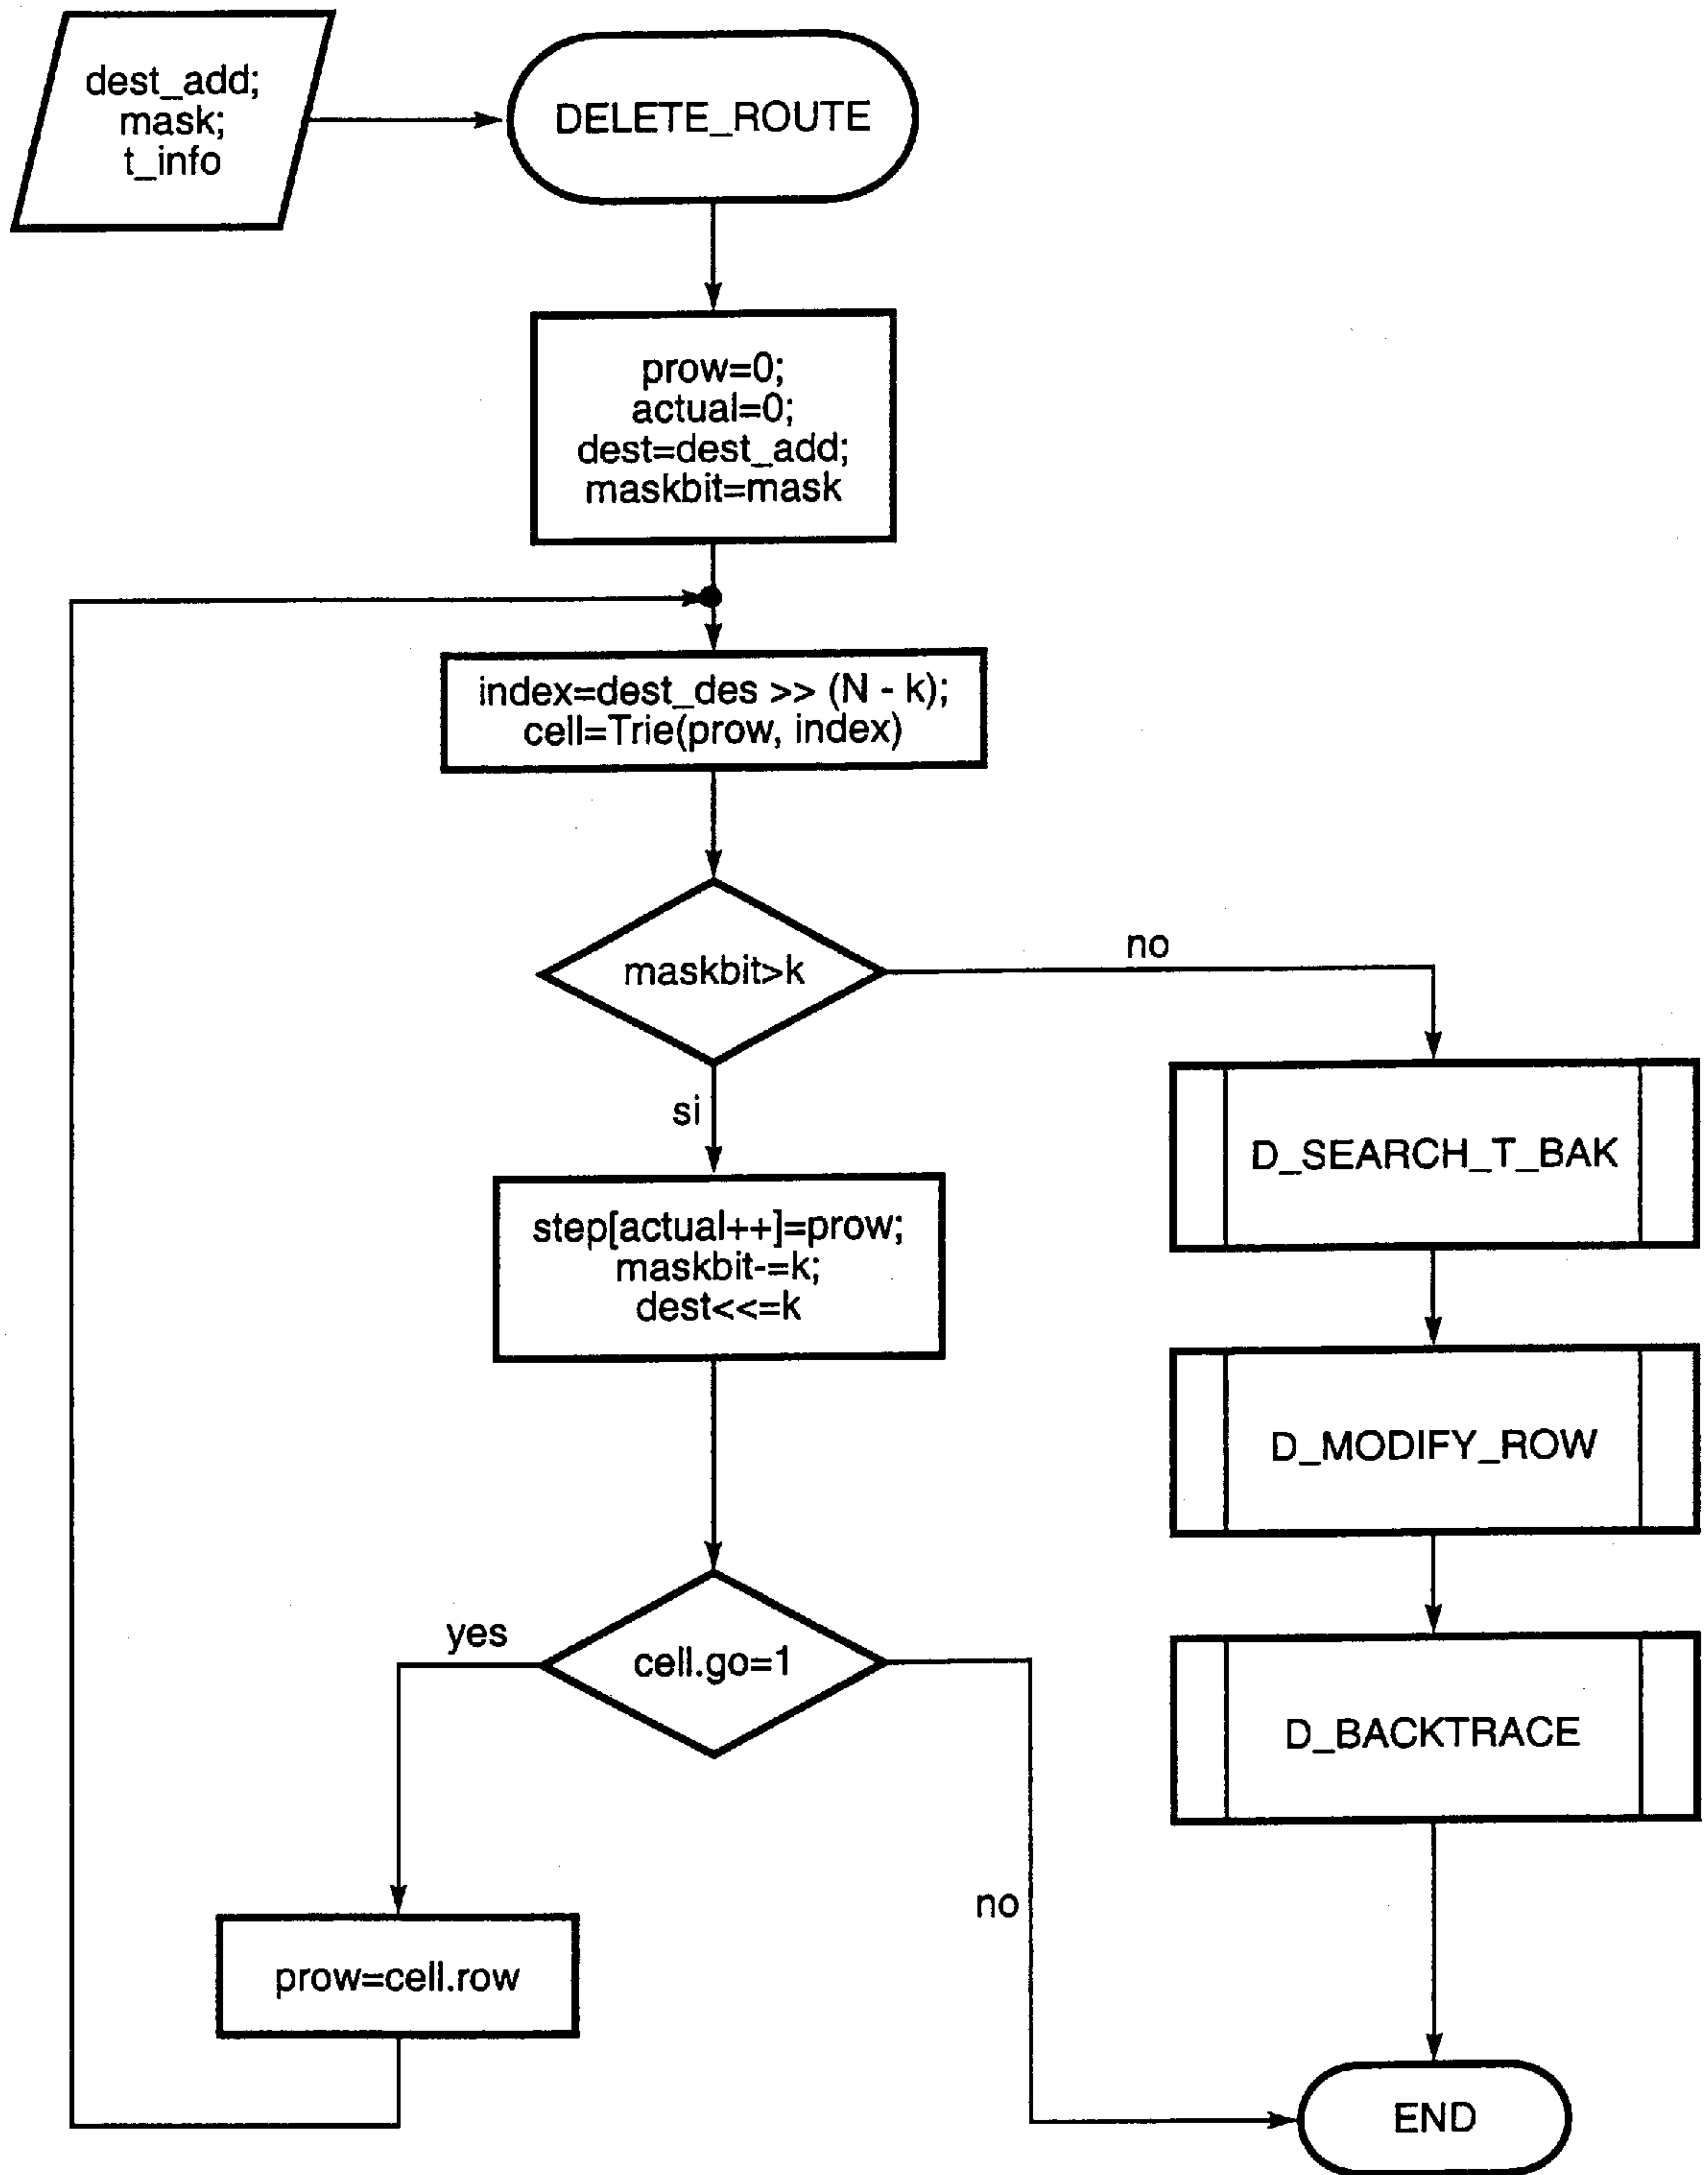 dest_add;
mask;
t_info
DELETE_ROUTE
prow=0;
actual=0;
dest=dest_add;
maskbit=mask
index=dest_des >> (N - k);
cell=Trie(prow, index)
maskbit>k
no
si
D_SEARCH_T_BAK
step[actual++]=prow;
maskbit-=k;
dest<<=k
D_MODIFY_ROW
yes
cell.go=1
D_BACKTRACE
no
prow=cell.row
END